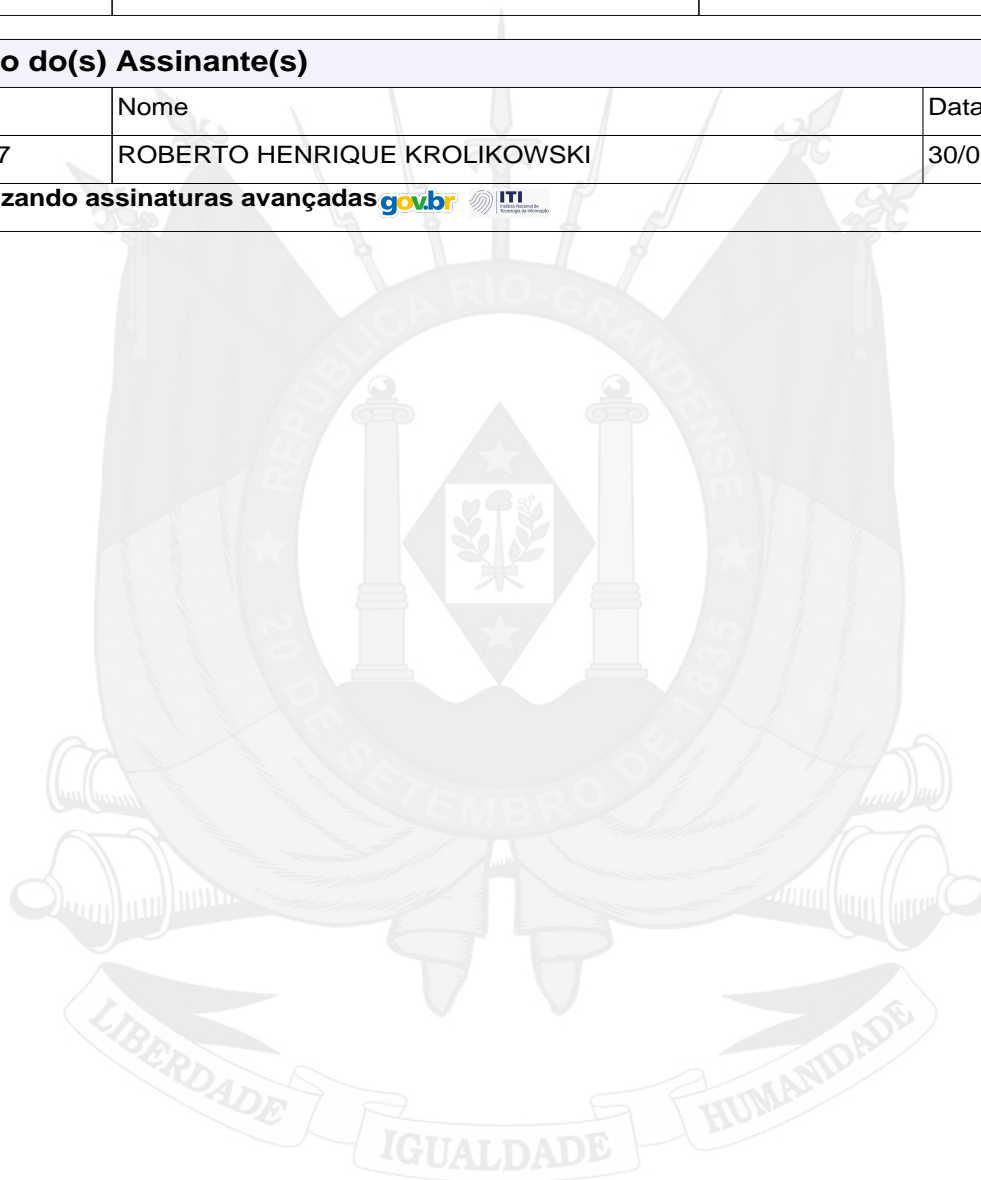 o do(s) Assinante(s)
Nome
Data
7
ROBERTO HENRIQUE KROLIKOWSKI
30/0
zando assinaturas avançadas gov.br ITI
REPÚBLICA RIO-GRANDENSE
20 DE SETEMBRO DE 1835
LIBERDADE
IGUALDADE
HUMANIDADE